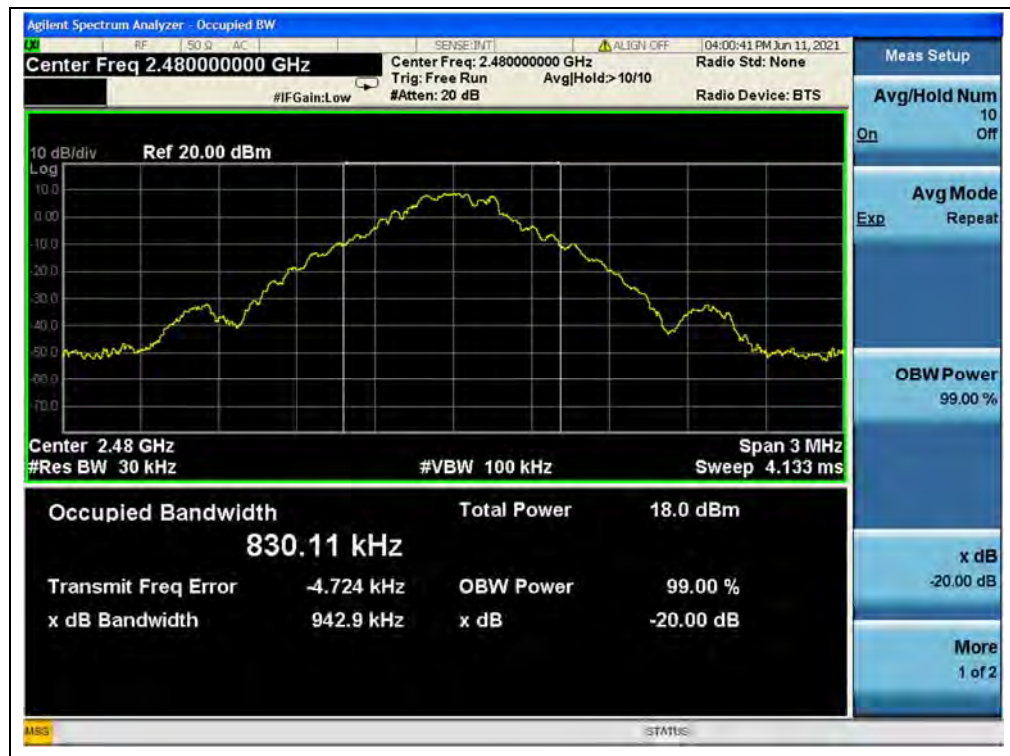 Agilent Spectrum Analyzer - Occupied BW
LXI RF 50 Ω AC SENSE:INT ALIGN OFF 04:00:41 PM Jun 11, 2021
Center Freq 2.480000000 GHz
Center Freq: 2.480000000 GHz
Radio Std: None
Trig: Free Run Avg|Hold:>10/10
#IFGain:Low
#Atten: 20 dB
Radio Device: BTS
10 dB/div Ref 20.00 dBm
Log
10.0
0.00
-10.0
-20.0
-30.0
-40.0
-50.0
-60.0
-70.0
Center 2.48 GHz
Span 3 MHz
#Res BW 30 kHz
#VBW 100 kHz
Sweep 4.133 ms
Occupied Bandwidth
Total Power 18.0 dBm
830.11 kHz
Transmit Freq Error -4.724 kHz
OBW Power 99.00 %
x dB Bandwidth 942.9 kHz
x dB -20.00 dB
Meas Setup
Avg/Hold Num
10
On Off
Avg Mode
Exp Repeat
OBW Power
99.00 %
x dB
-20.00 dB
More
1 of 2
MSG
STATUS